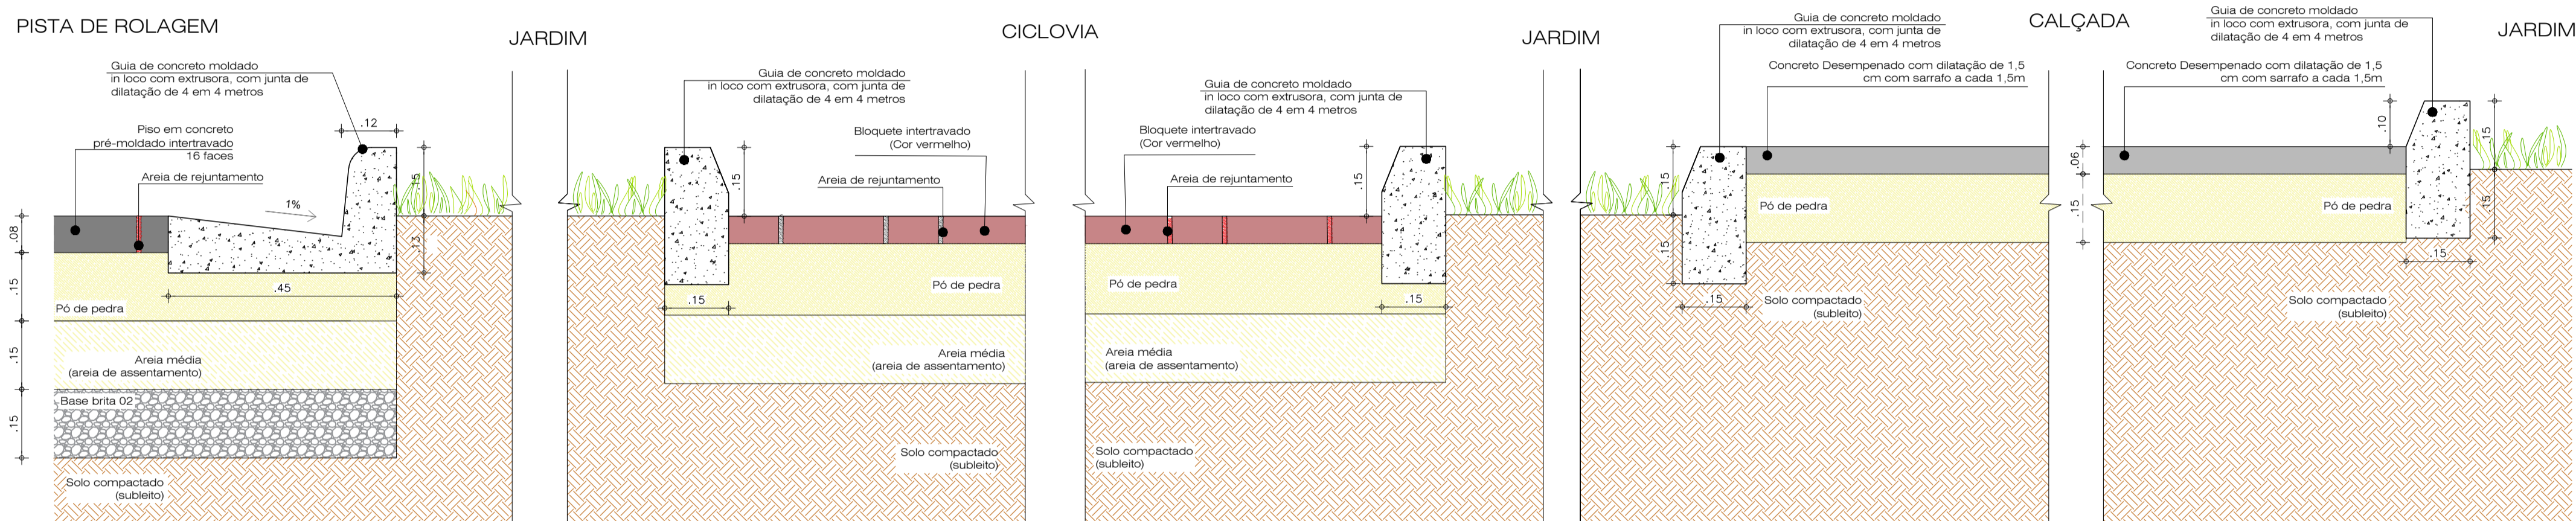 PISTA DE ROLAGEM
Guia de concreto moldado
in loco com extrusora, com junta de
dilatação de 4 em 4 metros
Piso em concreto
pré-moldado intertravado
16 faces
Areia de rejuntamento
.12
.15
1%
.13
.08
.15
.15
.15
.45
Pó de pedra
Areia média
(areia de assentamento)
Base brita 02
Solo compactado
(subleito)
JARDIM
Guia de concreto moldado
in loco com extrusora, com junta de
dilatação de 4 em 4 metros
Bloquete intertravado
(Cor vermelho)
Areia de rejuntamento
.15
.15
Pó de pedra
Areia média
(areia de assentamento)
Solo compactado
(subleito)
CICLOVIA
Guia de concreto moldado
in loco com extrusora, com junta de
dilatação de 4 em 4 metros
Bloquete intertravado
(Cor vermelho)
Areia de rejuntamento
.15
.15
Pó de pedra
Areia média
(areia de assentamento)
Solo compactado
(subleito)
JARDIM
Guia de concreto moldado
in loco com extrusora, com junta de
dilatação de 4 em 4 metros
Concreto Desempenado com dilatação de 1,5
cm com sarrafo a cada 1,5m
.15
.15
.15
Pó de pedra
Solo compactado
(subleito)
CALÇADA
.06
.15
Guia de concreto moldado
in loco com extrusora, com junta de
dilatação de 4 em 4 metros
Concreto Desempenado com dilatação de 1,5
cm com sarrafo a cada 1,5m
.10
.15
.15
.15
Pó de pedra
Solo compactado
(subleito)
JARDIM